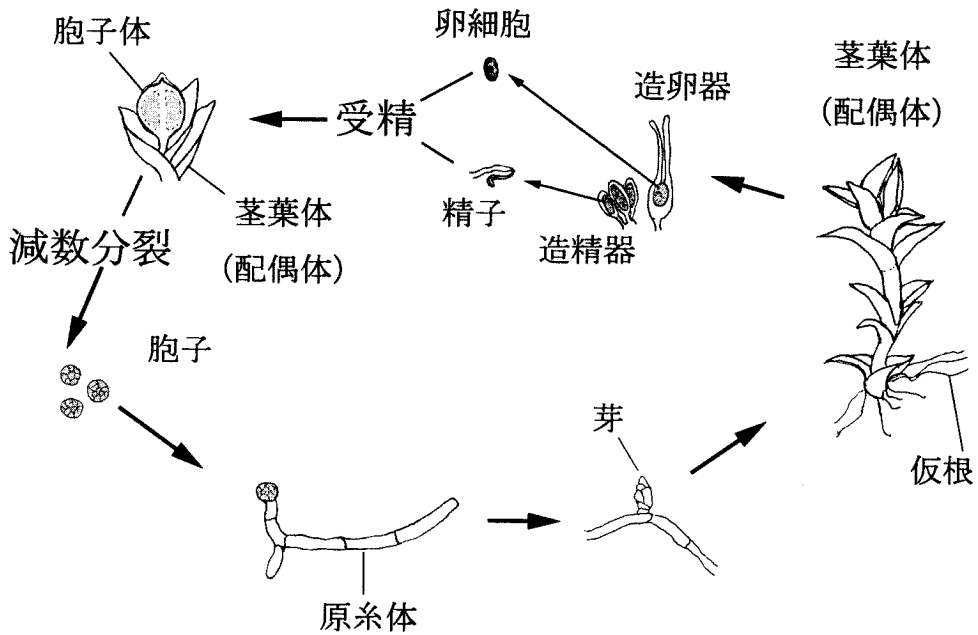 胞子体
卵細胞
造卵器
茎葉体
(配偶体)
受精
精子
造精器
茎葉体
(配偶体)
減数分裂
胞子
芽
仮根
原糸体